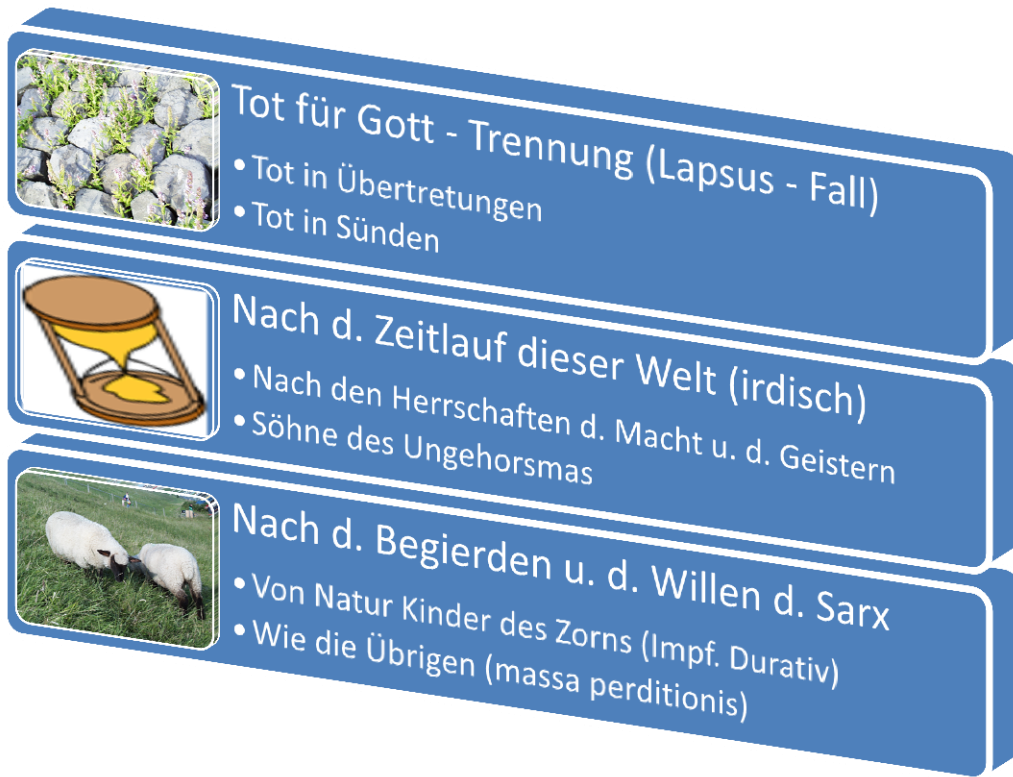 Tot für Gott - Trennung (Lapsus - Fall)
• Tot in Übertretungen
• Tot in Sünden
Nach d. Zeitlauf dieser Welt (irdisch)
• Nach den Herrschaften d. Macht u. d. Geistern
• Söhne des Ungehorsmas
Nach d. Begierden u. d. Willen d. Sarx
• Von Natur Kinder des Zorns (Impf. Durativ)
• Wie die Übrigen (massa perditionis)